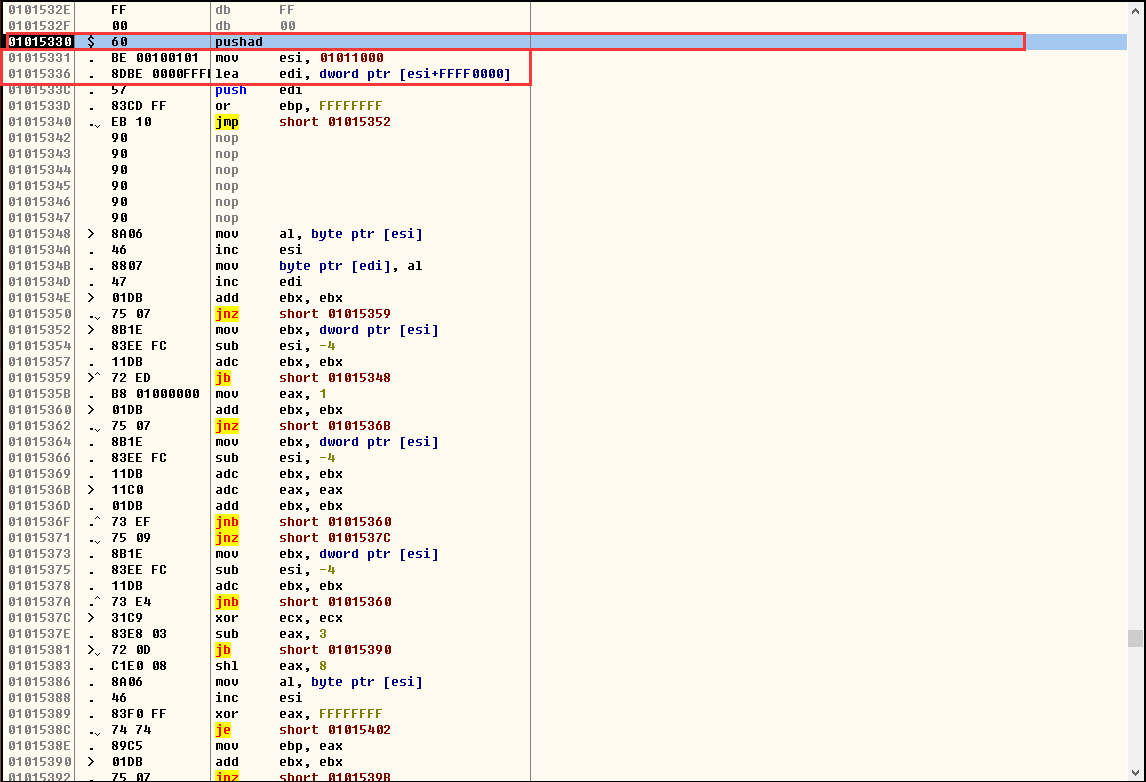 0101532E FF db FF
0101532F 00 db 00
01015330 $ 60 pushad
01015331 . BE 00100101 mov esi, 01011000
01015336 . 8DBE 0000FFF lea edi, dword ptr [esi+FFFF0000]
0101533C . 57 push edi
0101533D . 83CD FF or ebp, FFFFFFFF
01015340 . EB 10 jmp short 01015352
01015342 90 nop
01015343 90 nop
01015344 90 nop
01015345 90 nop
01015346 90 nop
01015347 90 nop
01015348 > 8A06 mov al, byte ptr [esi]
0101534A . 46 inc esi
0101534B . 8807 mov byte ptr [edi], al
0101534D . 47 inc edi
0101534E > 01DB add ebx, ebx
01015350 . 75 07 jnz short 01015359
01015352 > 8B1E mov ebx, dword ptr [esi]
01015354 . 83EE FC sub esi, -4
01015357 . 11DB adc ebx, ebx
01015359 >^ 72 ED jb short 01015348
0101535B . B8 01000000 mov eax, 1
01015360 > 01DB add ebx, ebx
01015362 . 75 07 jnz short 0101536B
01015364 . 8B1E mov ebx, dword ptr [esi]
01015366 . 83EE FC sub esi, -4
01015369 . 11DB adc ebx, ebx
0101536B > 11C0 adc eax, eax
0101536D . 01DB add ebx, ebx
0101536F .^ 73 EF jnb short 01015360
01015371 . 75 09 jnz short 0101537C
01015373 . 8B1E mov ebx, dword ptr [esi]
01015375 . 83EE FC sub esi, -4
01015378 . 11DB adc ebx, ebx
0101537A .^ 73 E4 jnb short 01015360
0101537C > 31C9 xor ecx, ecx
0101537E . 83E8 03 sub eax, 3
01015381 > 72 0D jb short 01015390
01015383 . C1E0 08 shl eax, 8
01015386 . 8A06 mov al, byte ptr [esi]
01015388 . 46 inc esi
01015389 . 83F0 FF xor eax, FFFFFFFF
0101538C . 74 74 je short 01015402
0101538E . 89C5 mov ebp, eax
01015390 > 01DB add ebx, ebx
01015392 . 75 07 jnz short 0101539B